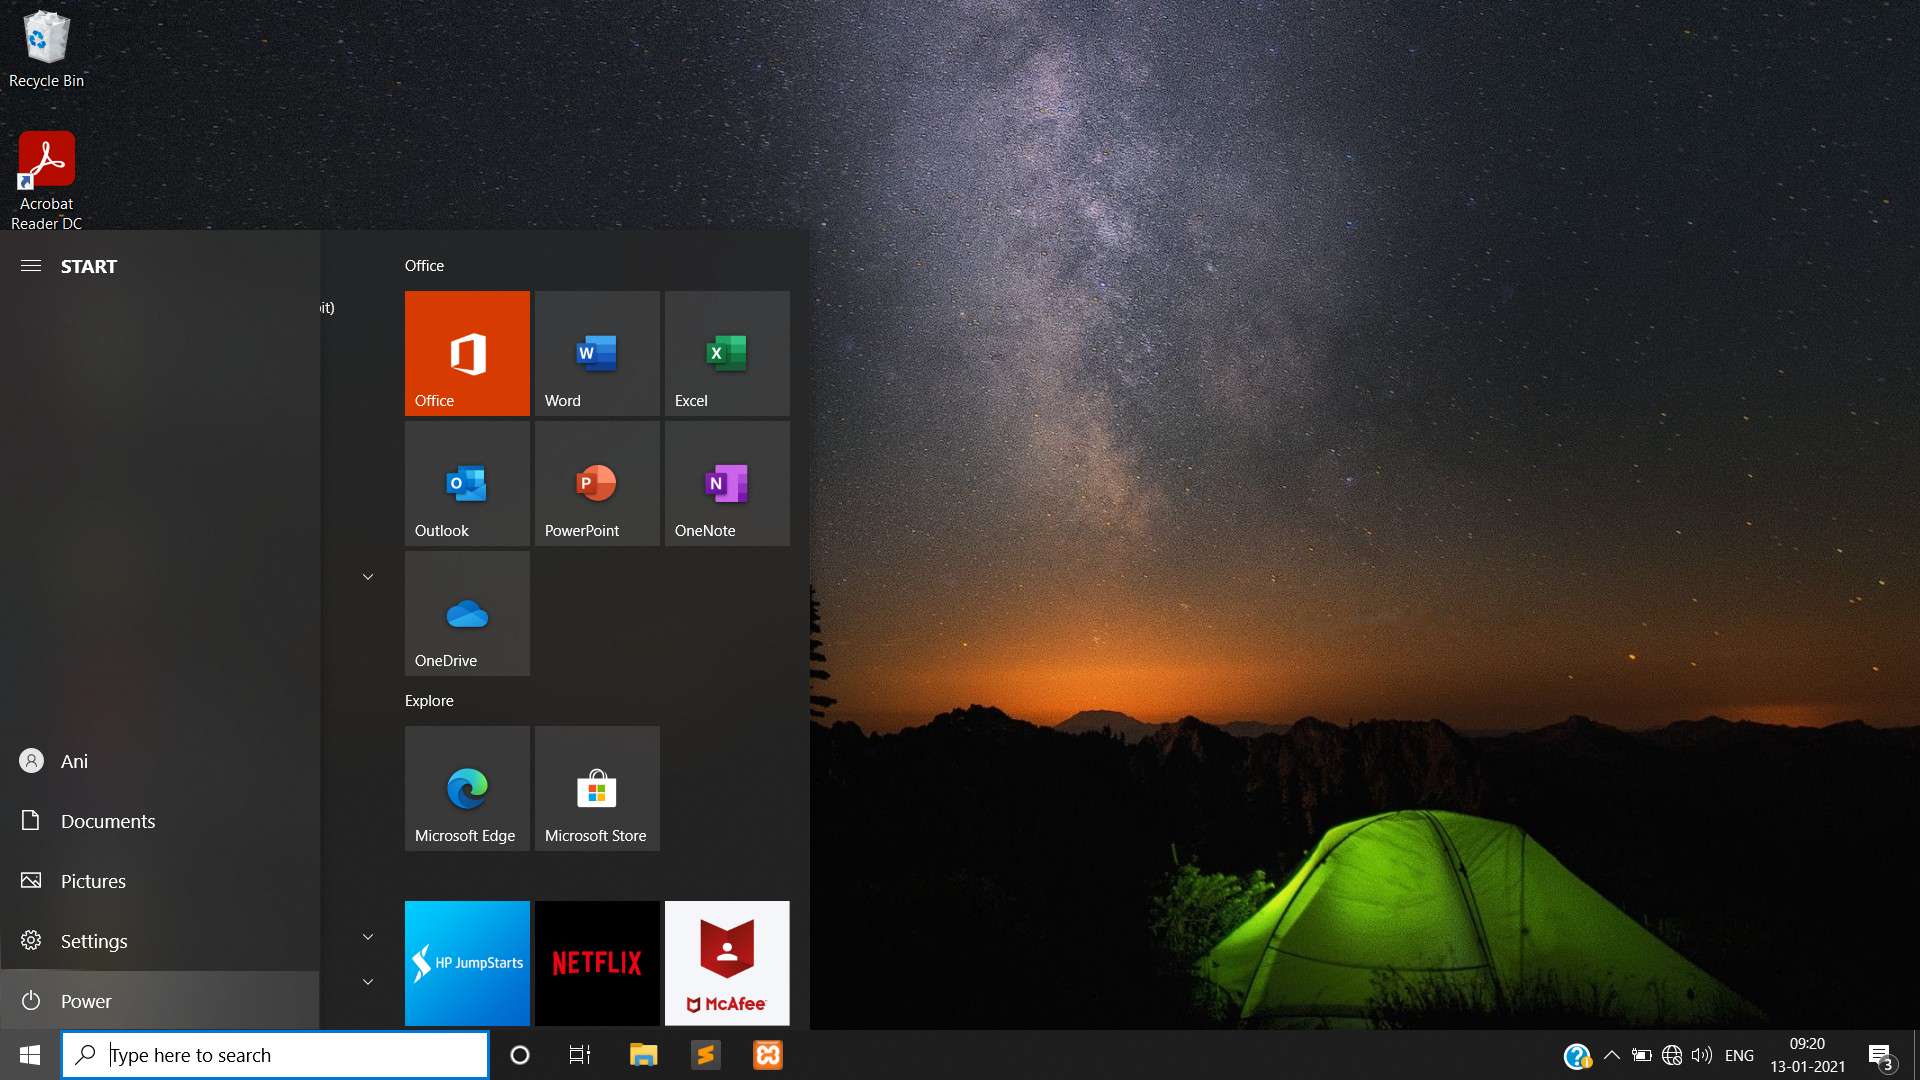 Recycle Bin
Acrobat
Reader DC
START
it)
Ani
Documents
Pictures
Settings
Power
Office
Office
Word
Excel
Outlook
PowerPoint
OneNote
OneDrive
Explore
Microsoft Edge
Microsoft Store
HP JumpStarts
NETFLIX
McAfee
Type here to search
ENG
09:20
13-01-2021
3